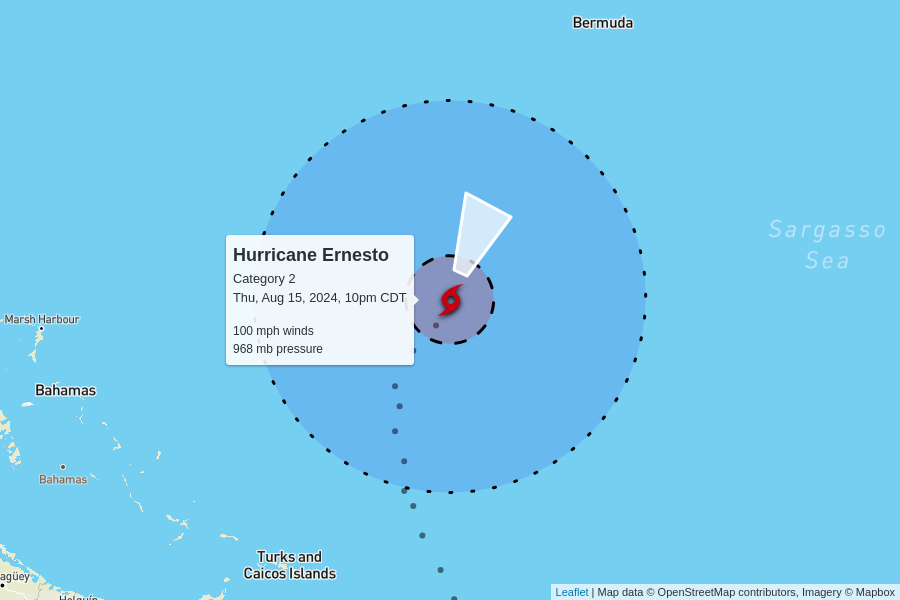 Bermuda
Sargasso
Sea
Hurricane Ernesto
Category 2
Thu, Aug 15, 2024, 10pm CDT
100 mph winds
968 mb pressure
Marsh Harbour
Bahamas
Bahamas
Turks and
Caicos Islands
agüey
Holguín
Leaflet | Map data © OpenStreetMap contributors, Imagery © Mapbox